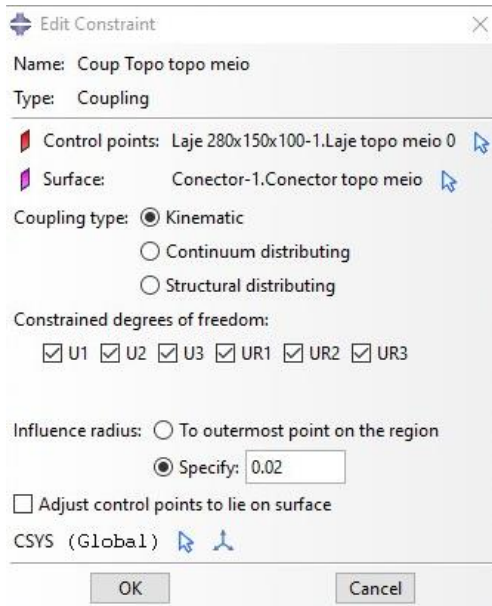 Edit Constraint
Name: Coup Topo topo meio
Type: Coupling
Control points: Laje 280x150x100-1.Laje topo meio 0
Surface: Conector-1.Conector topo meio
Coupling type: Kinematic
Continuum distributing
Structural distributing
Constrained degrees of freedom:
U1 U2 U3 UR1 UR2 UR3
Influence radius: To outermost point on the region
Specify: 0.02
Adjust control points to lie on surface
CSYS (Global)
OK Cancel